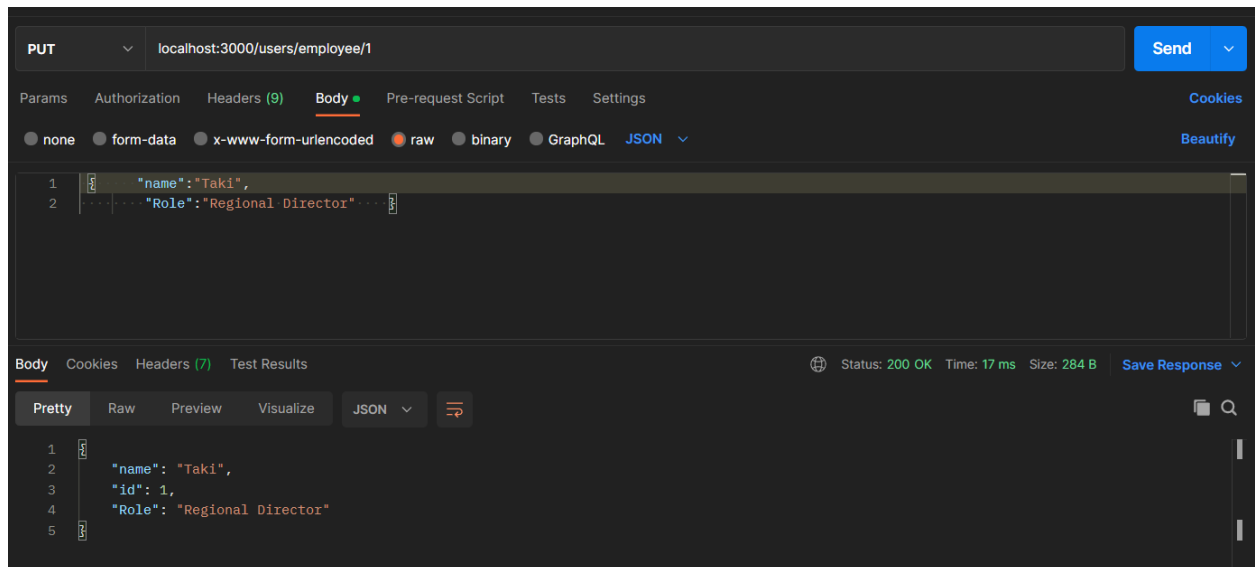 PUT localhost:3000/users/employee/1 Send
Params Authorization Headers (9) Body Pre-request Script Tests Settings Cookies
none form-data x-www-form-urlencoded raw binary GraphQL JSON Beautify
1 { "name":"Taki",
2 "Role":"Regional Director" }
Body Cookies Headers (7) Test Results Status: 200 OK Time: 17 ms Size: 284 B Save Response
Pretty Raw Preview Visualize JSON
1 {
2 "name": "Taki",
3 "id": 1,
4 "Role": "Regional Director"
5 }